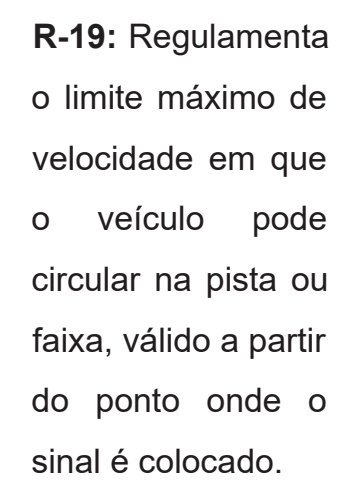 R-19: Regulamenta
o limite máximo de
velocidade em que
o veículo pode
circular na pista ou
faixa, válido a partir
do ponto onde o
sinal é colocado.